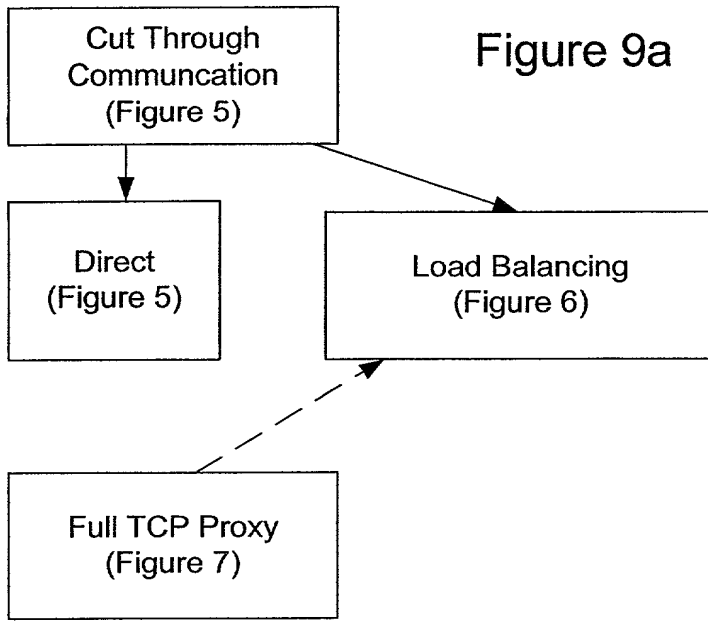 Cut Through
Communcation
(Figure 5)
Figure 9a
Direct
(Figure 5)
Load Balancing
(Figure 6)
Full TCP Proxy
(Figure 7)